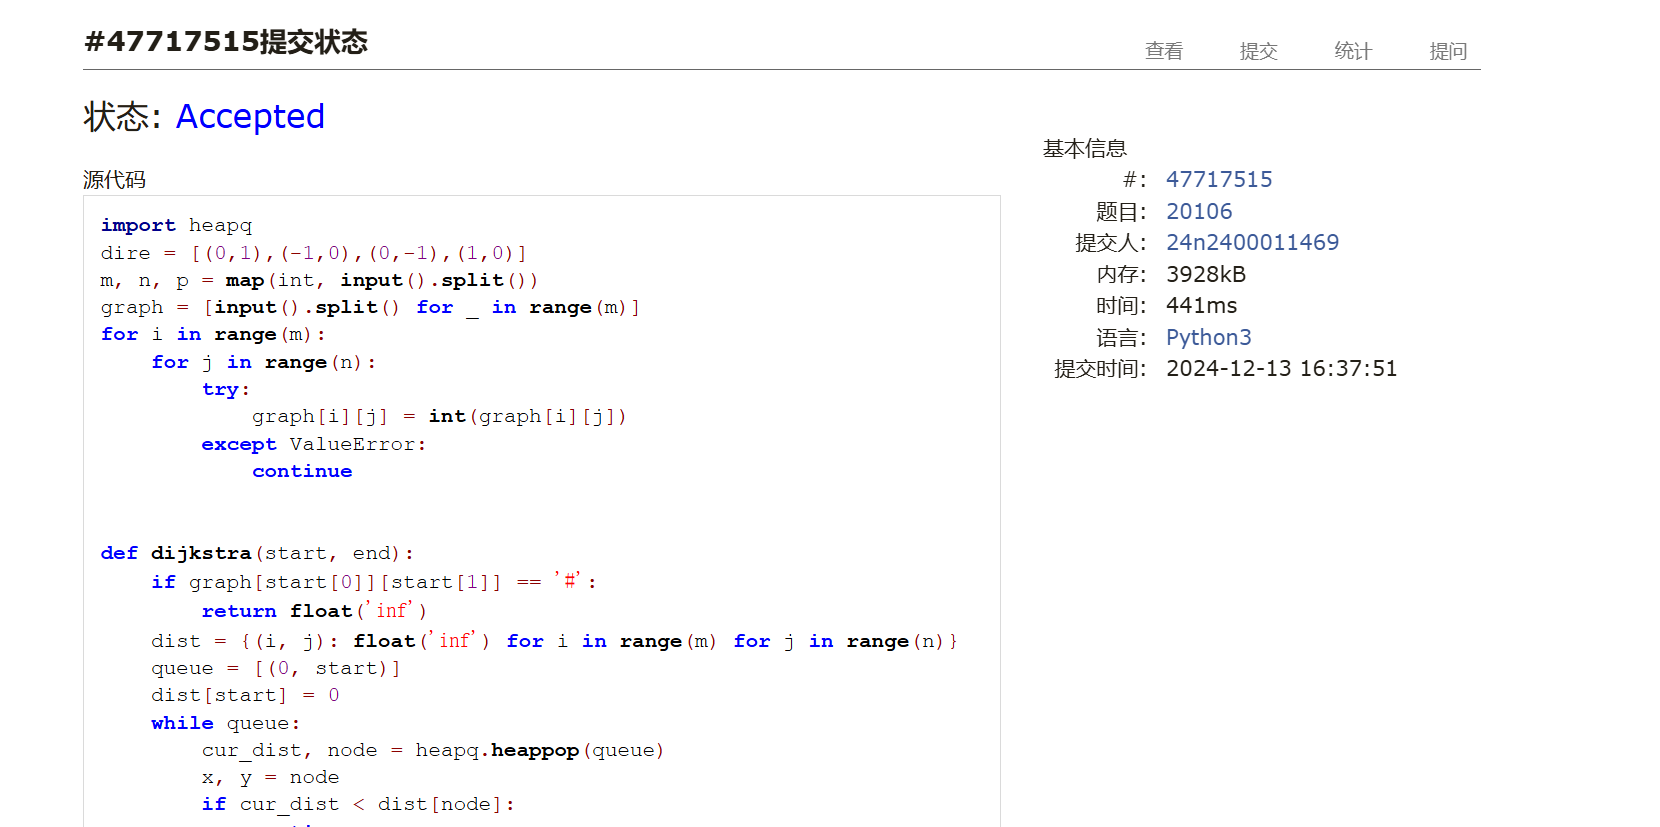 #47717515提交状态
查看 提交 统计 提问
状态: Accepted
源代码
import heapq
dire = [(0,1),(-1,0),(0,-1),(1,0)]
m, n, p = map(int, input().split())
graph = [input().split() for _ in range(m)]
for i in range(m):
    for j in range(n):
        try:
            graph[i][j] = int(graph[i][j])
        except ValueError:
            continue
def dijkstra(start, end):
    if graph[start[0]][start[1]] == '#':
        return float('inf')
    dist = {(i, j): float('inf') for i in range(m) for j in range(n)}
    queue = [(0, start)]
    dist[start] = 0
    while queue:
        cur_dist, node = heapq.heappop(queue)
        x, y = node
        if cur_dist < dist[node]:
基本信息
#: 47717515
题目: 20106
提交人: 24n2400011469
内存: 3928kB
时间: 441ms
语言: Python3
提交时间: 2024-12-13 16:37:51